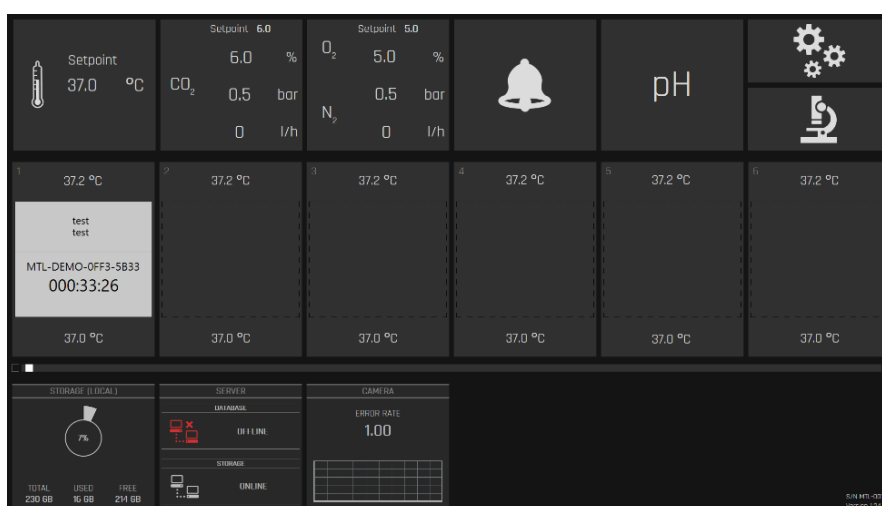 Setpoint
37.0 °C
Setpoint 6.0
6.0 %
CO2
0.5 bar
0 l/h
Setpoint 5.0
O2
5.0 %
0.5 bar
N2
0 l/h
pH
1
37.2 °C
test
test
MTL-DEMO-0FF3-5B33
000:33:26
37.0 °C
2
37.2 °C
37.0 °C
3
37.2 °C
37.0 °C
4
37.2 °C
37.0 °C
5
37.2 °C
37.0 °C
6
37.2 °C
37.0 °C
STORAGE (LOCAL)
7%
TOTAL USED FREE
230 GB 16 GB 214 GB
SERVER
DATABASE
OFFLINE
STORAGE
ONLINE
CAMERA
ERROR RATE
1.00
S/N MTL-00
Version